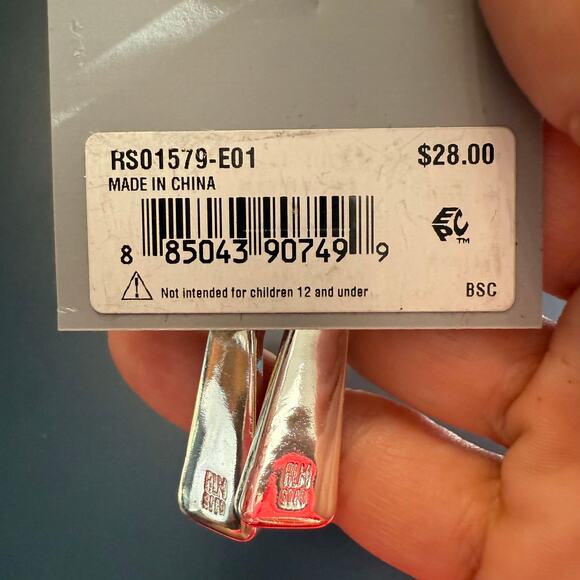 RS01579-E01 $28.00
MADE IN CHINA
8 85043 90749 9
EPC™
Not intended for children 12 and under
BSC